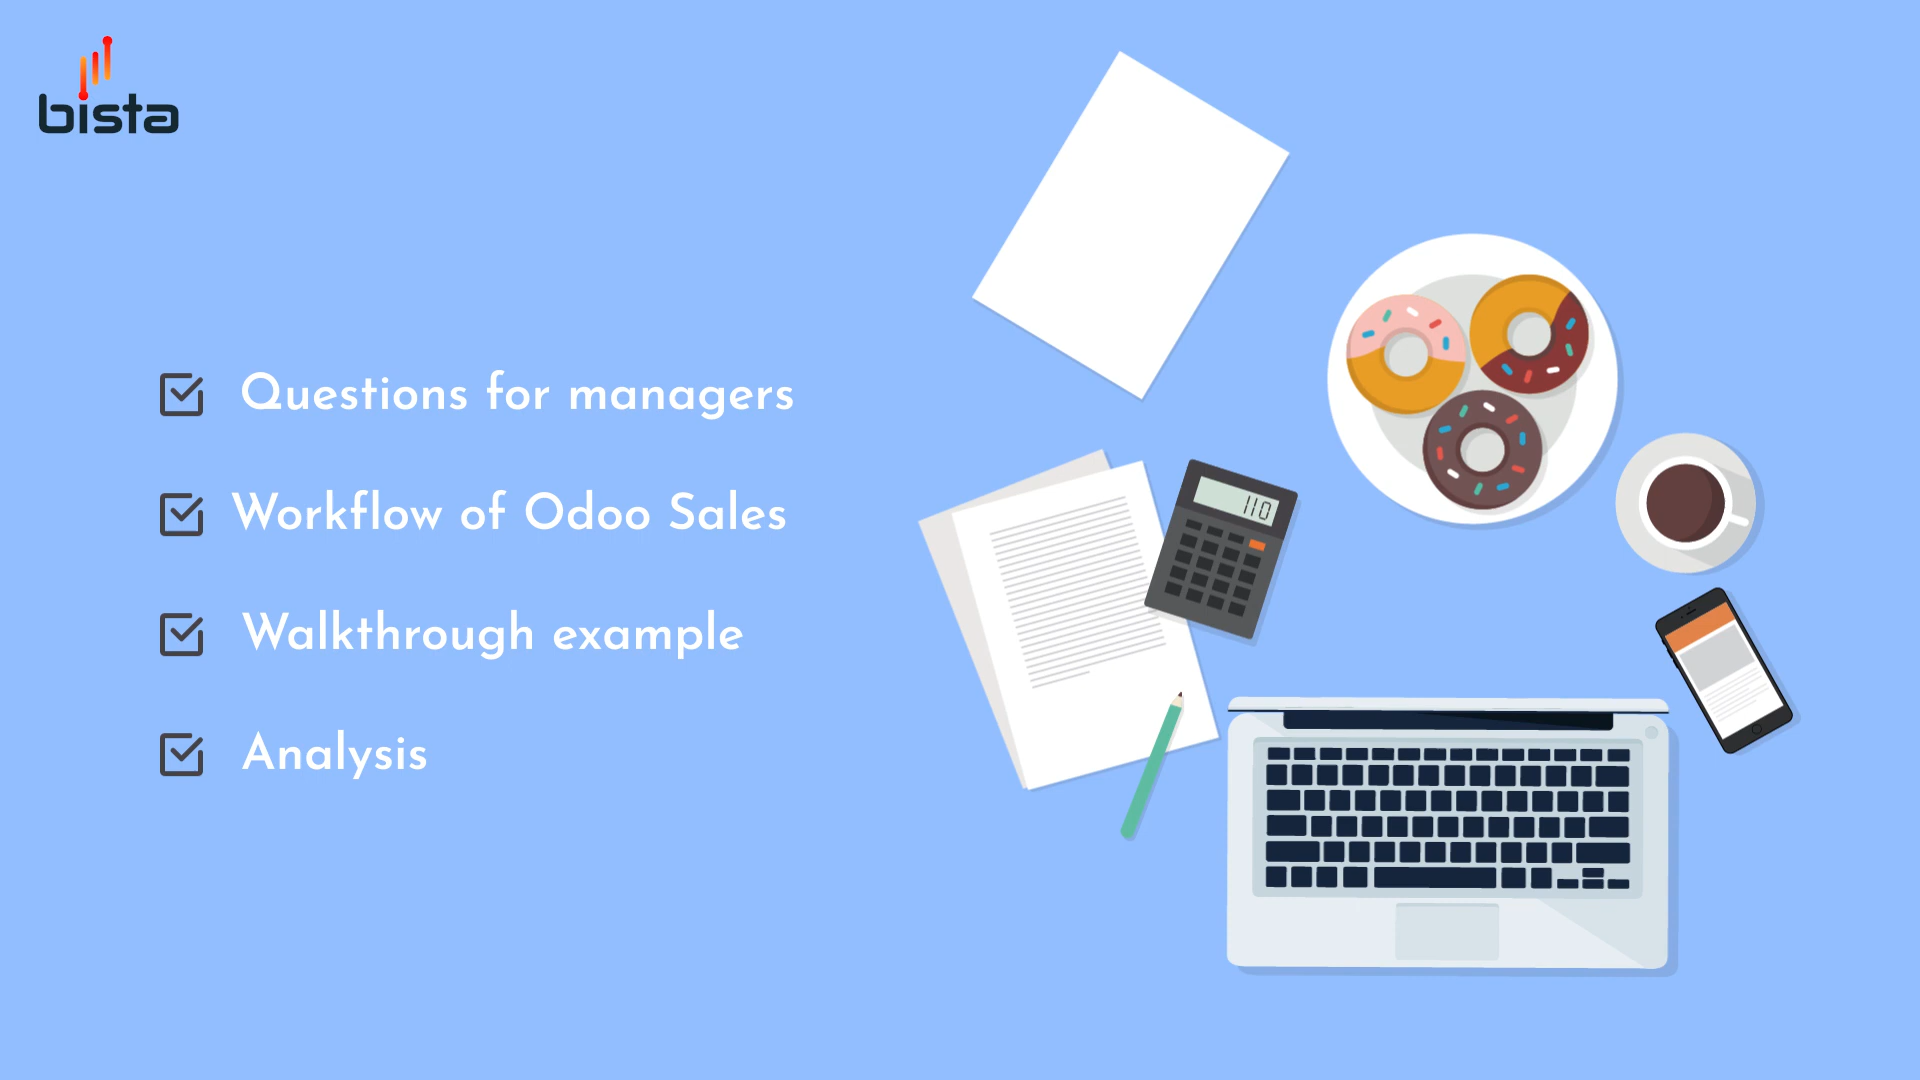 bista
Questions for managers
Workflow of Odoo Sales
Walkthrough example
Analysis
110